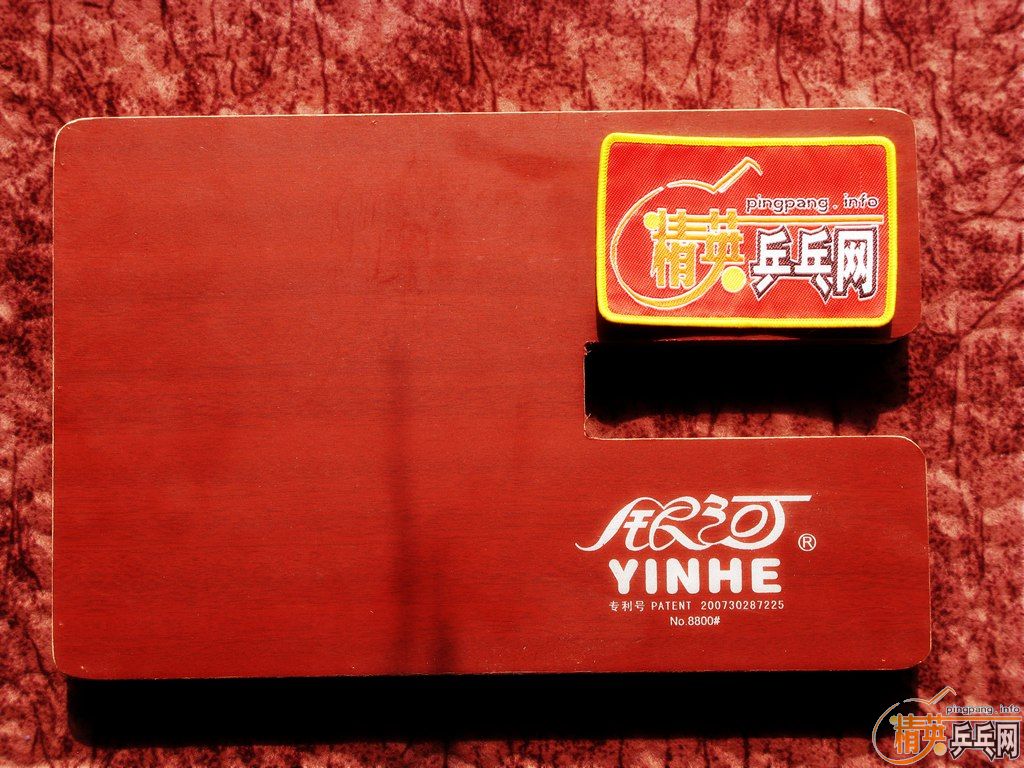 pingpang.info
精英乒乓网
银河®
YINHE
专利号 PATENT 200730287225
No.8800#
pingpang.info
精英乒乓网